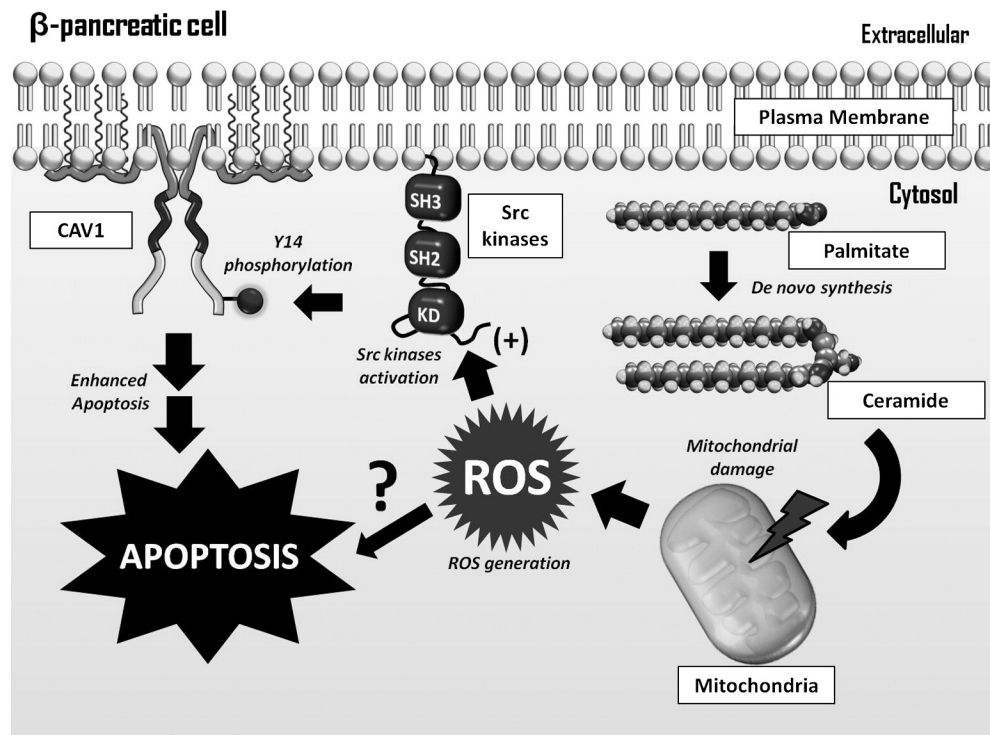 β-pancreatic cell
Extracellular
Plasma Membrane
Cytosol
CAV1
Y14
phosphorylation
SH3
SH2
KD
Src
kinases
(+)
Src kinases
activation
Palmitate
De novo synthesis
Ceramide
Enhanced
Apoptosis
Mitochondrial
damage
?
ROS
ROS generation
APOPTOSIS
Mitochondria